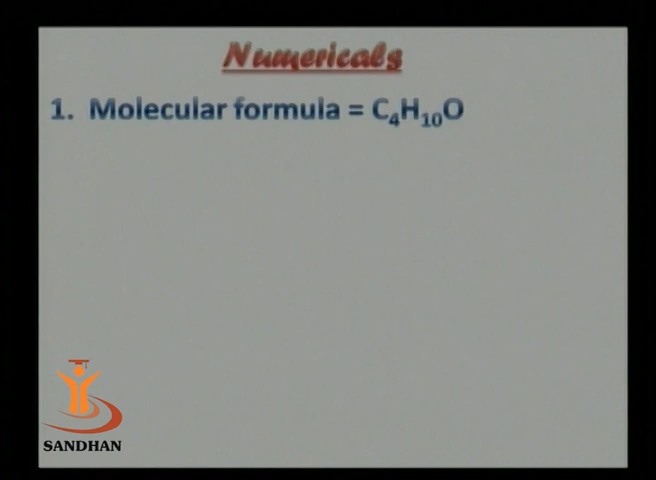 Numericals
1. Molecular formula = C₄H₁₀O
SANDHAN